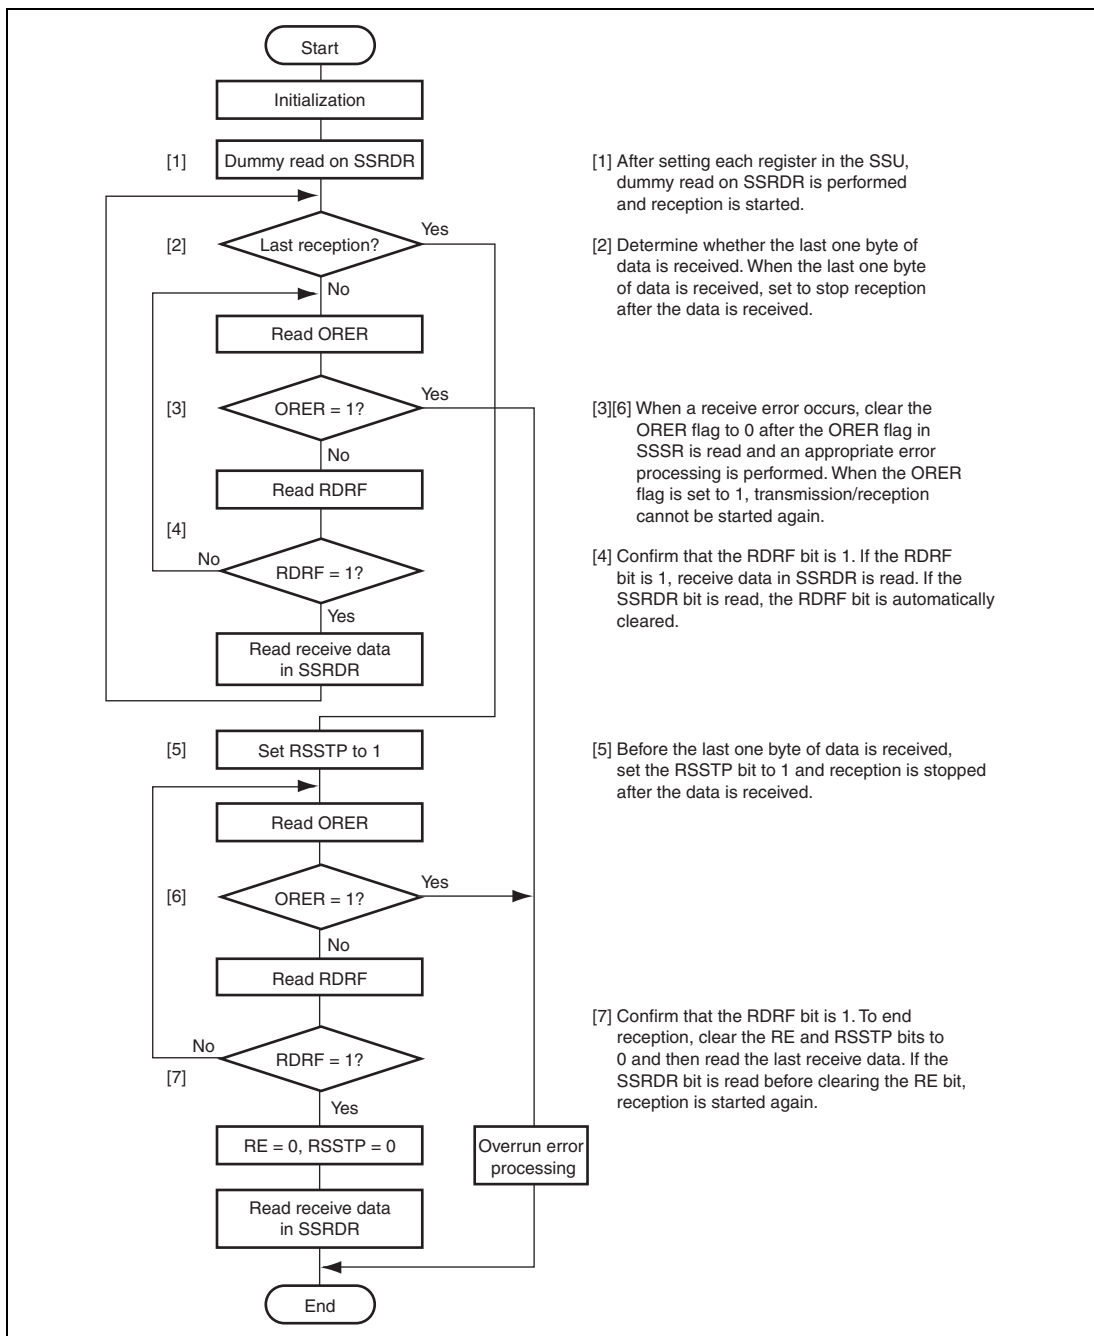 Start
Initialization
[1]
Dummy read on SSRDR
[1] After setting each register in the SSU,
dummy read on SSRDR is performed
and reception is started.
[2]
Last reception?
Yes
No
[2] Determine whether the last one byte of
data is received. When the last one byte
of data is received, set to stop reception
after the data is received.
Read ORER
[3]
ORER = 1?
Yes
No
[3][6] When a receive error occurs, clear the
ORER flag to 0 after the ORER flag in
SSSR is read and an appropriate error
processing is performed. When the ORER
flag is set to 1, transmission/reception
cannot be started again.
Read RDRF
[4]
No
RDRF = 1?
Yes
[4] Confirm that the RDRF bit is 1. If the RDRF
bit is 1, receive data in SSRDR is read. If the
SSRDR bit is read, the RDRF bit is automatically
cleared.
Read receive data
in SSRDR
[5]
Set RSSTP to 1
[5] Before the last one byte of data is received,
set the RSSTP bit to 1 and reception is stopped
after the data is received.
Read ORER
[6]
ORER = 1?
Yes
No
Read RDRF
No
RDRF = 1?
[7]
Yes
[7] Confirm that the RDRF bit is 1. To end
reception, clear the RE and RSSTP bits to
0 and then read the last receive data. If the
SSRDR bit is read before clearing the RE bit,
reception is started again.
RE = 0, RSSTP = 0
Overrun error
processing
Read receive data
in SSRDR
End